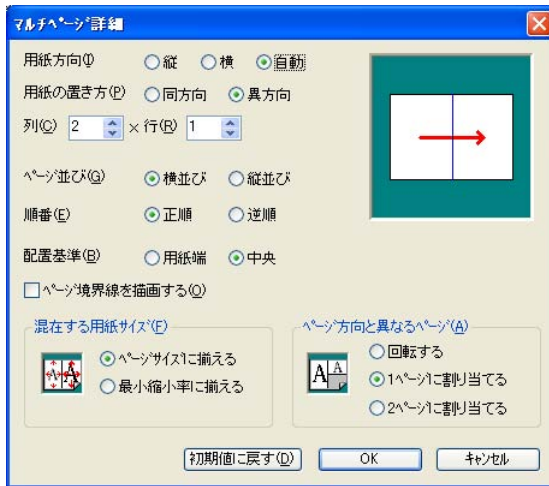 マルチページ詳細
用紙方向(I) 縦 横 自動
用紙の置き方(P) 同方向 異方向
列(C) 2 × 行(R) 1
ページ並び(G) 横並び 縦並び
順番(E) 正順 逆順
配置基準(B) 用紙端 中央
ページ境界線を描画する(O)
混在する用紙サイズ(F)
ページサイズに揃える
最小縮小率に揃える
ページ方向と異なるページ(A)
回転する
1ページに割り当てる
2ページに割り当てる
初期値に戻す(D) OK キャンセル